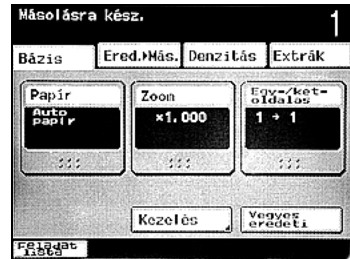 Másolásra kész. 1
Bázis Ered.▸Más. Denzitás Extrák
Papír Zoom Egy-/két-oldalas
Auto papír ×1.000 1 → 1
Kezelés Vegyes eredeti
Feladat lista